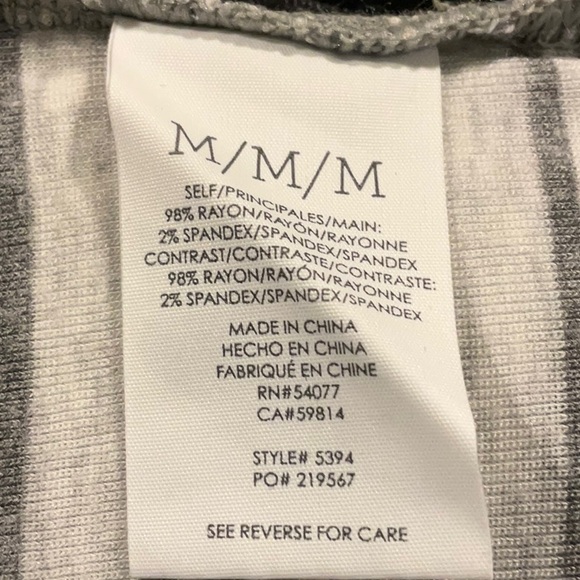 M/M/M
SELF/PRINCIPALES/MAIN:
98% RAYON/RAYÓN/RAYONNE
2% SPANDEX/SPANDEX/SPANDEX
CONTRAST/CONTRASTE/CONTRASTE:
98% RAYON/RAYÓN/RAYONNE
2% SPANDEX/SPANDEX/SPANDEX
MADE IN CHINA
HECHO EN CHINA
FABRIQUÉ EN CHINE
RN#54077
CA#59814
STYLE# 5394
PO# 219567
SEE REVERSE FOR CARE